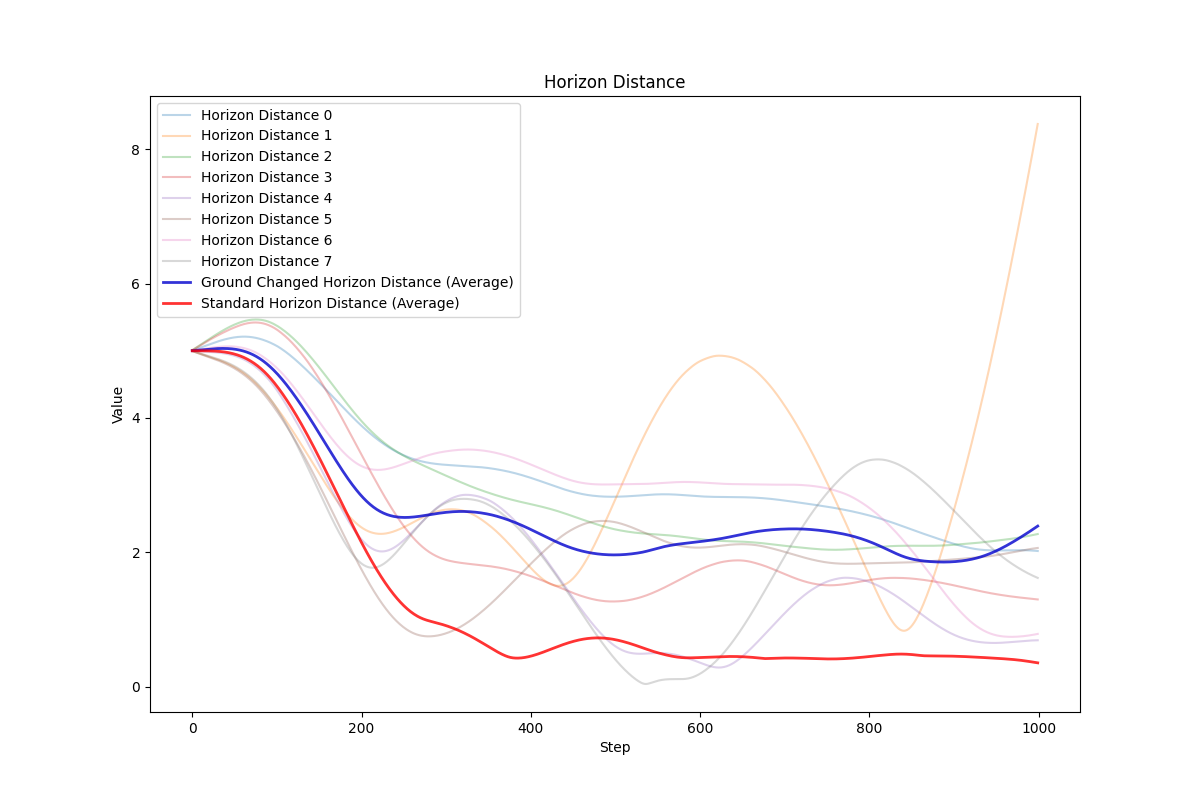 Horizon Distance
Horizon Distance 0
Horizon Distance 1
Horizon Distance 2
Horizon Distance 3
Horizon Distance 4
Horizon Distance 5
Horizon Distance 6
Horizon Distance 7
Ground Changed Horizon Distance (Average)
Standard Horizon Distance (Average)
8
6
4
2
0
Value
0 200 400 600 800 1000
Step